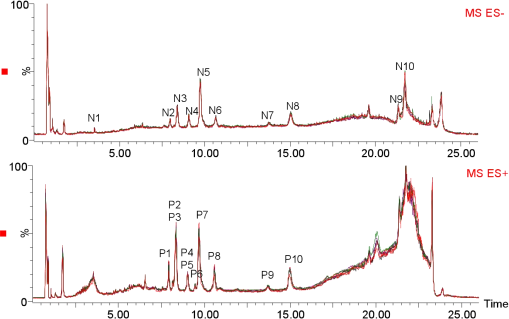 100
MS ES-
%
0
N1
N2
N3
N4
N5
N6
N7
N8
N9
N10
5.00 10.00 15.00 20.00 25.00
100
MS ES+
%
0
P1
P2
P3
P4
P5
P6
P7
P8
P9
P10
5.00 10.00 15.00 20.00 25.00
Time